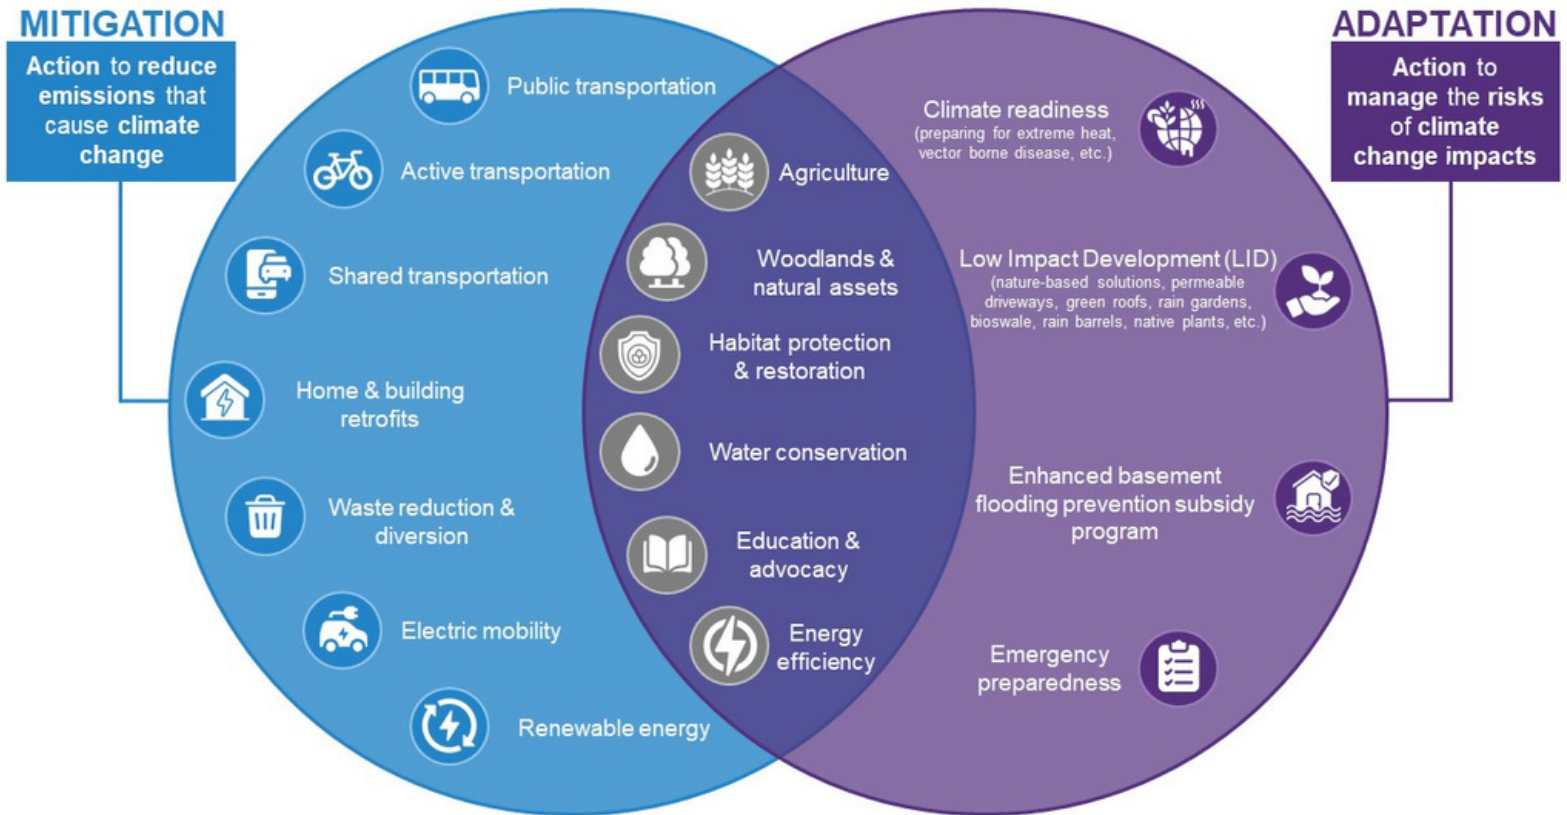 MITIGATION
Action to reduce
emissions that
cause climate
change
Public transportation
Active transportation
Shared transportation
Home & building
retrofits
Waste reduction &
diversion
Electric mobility
Renewable energy
Agriculture
Woodlands &
natural assets
Habitat protection
& restoration
Water conservation
Education &
advocacy
Energy
efficiency
ADAPTATION
Action to
manage the risks
of climate
change impacts
Climate readiness
(preparing for extreme heat,
vector borne disease, etc.)
Low Impact Development (LID)
(nature-based solutions, permeable
driveways, green roofs, rain gardens,
bioswale, rain barrels, native plants, etc.)
Enhanced basement
flooding prevention subsidy
program
Emergency
preparedness